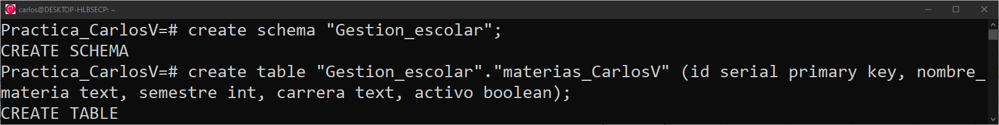 carlos@DESKTOP-HLBSECP: ~
Practica_CarlosV=# create schema "Gestion_escolar";
CREATE SCHEMA
Practica_CarlosV=# create table "Gestion_escolar"."materias_CarlosV" (id serial primary key, nombre_
materia text, semestre int, carrera text, activo boolean);
CREATE TABLE